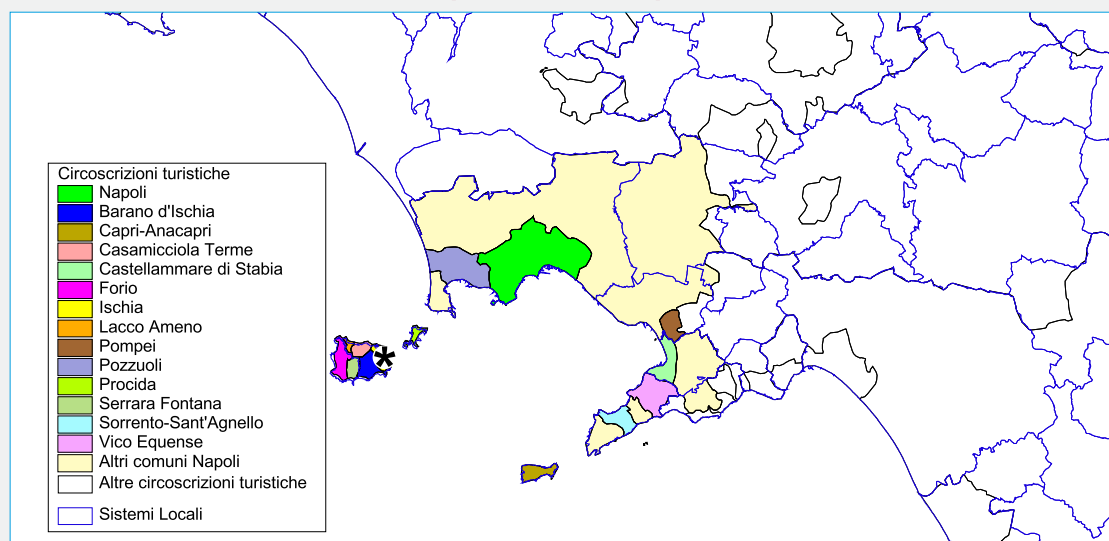 Circoscrizioni turistiche
Napoli
Barano d'Ischia
Capri-Anacapri
Casamicciola Terme
Castellammare di Stabia
Forio
Ischia
Lacco Ameno
Pompei
Pozzuoli
Procida
Serrara Fontana
Sorrento-Sant'Agnello
Vico Equense
Altri comuni Napoli
Altre circoscrizioni turistiche
Sistemi Locali
*